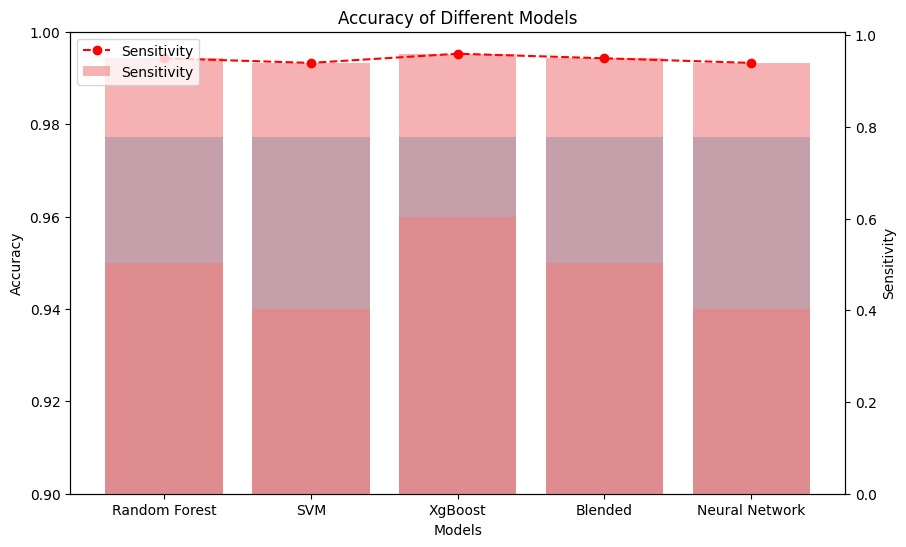 Accuracy of Different Models
Sensitivity
Sensitivity
1.00
0.98
0.96
0.94
0.92
0.90
Accuracy
1.0
0.8
0.6
0.4
0.2
0.0
Sensitivity
Random Forest
SVM
XgBoost
Blended
Neural Network
Models